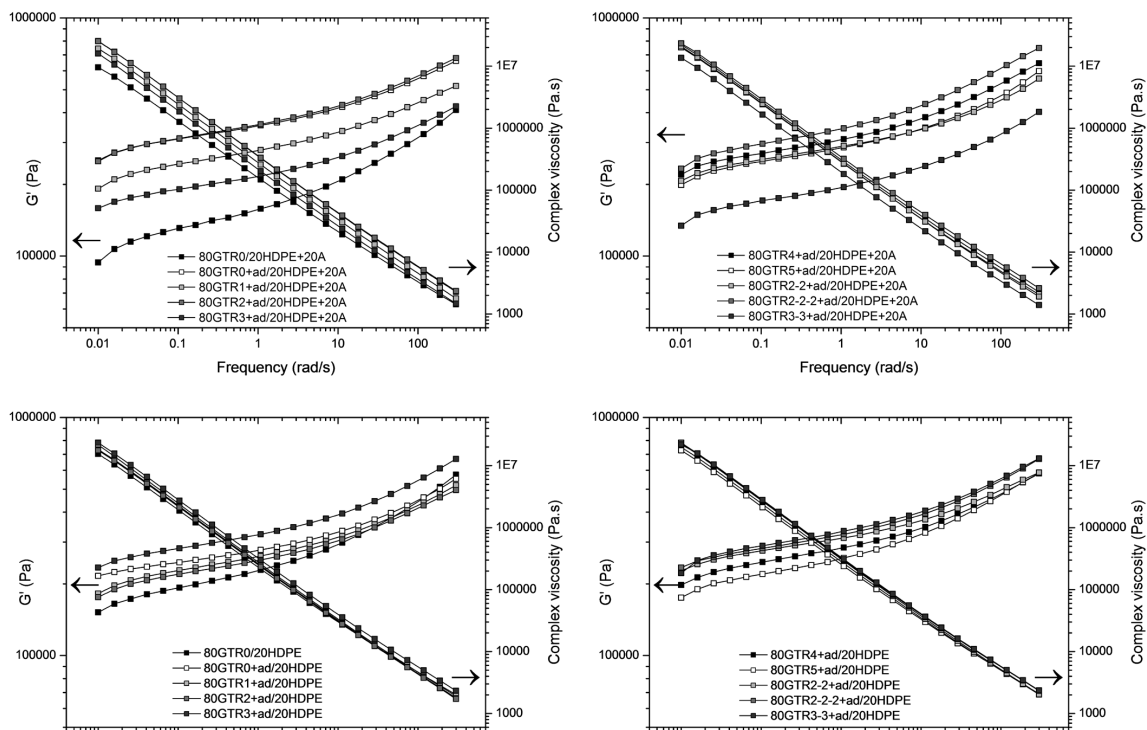 1000000
100000
G' (Pa)
1E7
1000000
100000
10000
1000
Complex viscosity (Pa.s)
80GTR0/20HDPE+20A
80GTR0+ad/20HDPE+20A
80GTR1+ad/20HDPE+20A
80GTR2+ad/20HDPE+20A
80GTR3+ad/20HDPE+20A
0.01 0.1 1 10 100
Frequency (rad/s)
1000000
100000
G' (Pa)
1E7
1000000
100000
10000
1000
Complex viscosity (Pa.s)
80GTR4+ad/20HDPE+20A
80GTR5+ad/20HDPE+20A
80GTR2-2+ad/20HDPE+20A
80GTR2-2-2+ad/20HDPE+20A
80GTR3-3+ad/20HDPE+20A
0.01 0.1 1 10 100
Frequency (rad/s)
1000000
100000
G' (Pa)
1E7
1000000
100000
10000
1000
Complex viscosity (Pa.s)
80GTR0/20HDPE
80GTR0+ad/20HDPE
80GTR1+ad/20HDPE
80GTR2+ad/20HDPE
80GTR3+ad/20HDPE
1000000
100000
G' (Pa)
1E7
1000000
100000
10000
1000
Complex viscosity (Pa.s)
80GTR4+ad/20HDPE
80GTR5+ad/20HDPE
80GTR2-2+ad/20HDPE
80GTR2-2-2+ad/20HDPE
80GTR3-3+ad/20HDPE